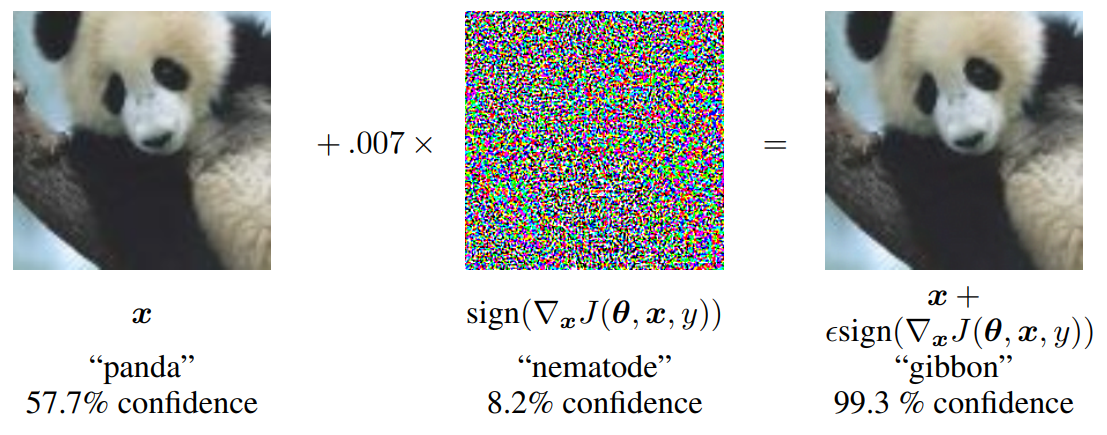 + .007 ×
=
x
sign(∇ₓJ(θ, x, y))
x +
ϵsign(∇ₓJ(θ, x, y))
“panda”
“nematode”
“gibbon”
57.7% confidence
8.2% confidence
99.3 % confidence